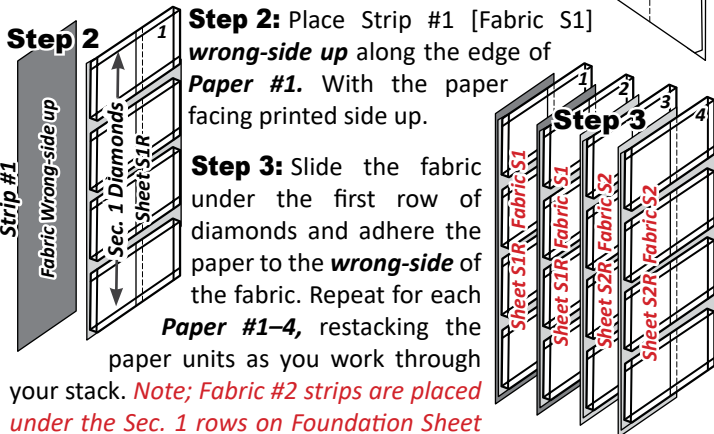 Step 2
1
Strip #1
Fabric Wrong-side up
Sec. 1 Diamonds
Sheet S1R
Step 2: Place Strip #1 [Fabric S1]
wrong-side up along the edge of
Paper #1. With the paper
facing printed side up.
Step 3: Slide the fabric
under the first row of
diamonds and adhere the
paper to the wrong-side of
the fabric. Repeat for each
Paper #1–4, restacking the
paper units as you work through
your stack. Note; Fabric #2 strips are placed
under the Sec. 1 rows on Foundation Sheet
Step 3
1
2
3
4
Sheet S1R, Fabric S1
Sheet S1R, Fabric S1
Sheet S2R, Fabric S2
Sheet S2R, Fabric S2